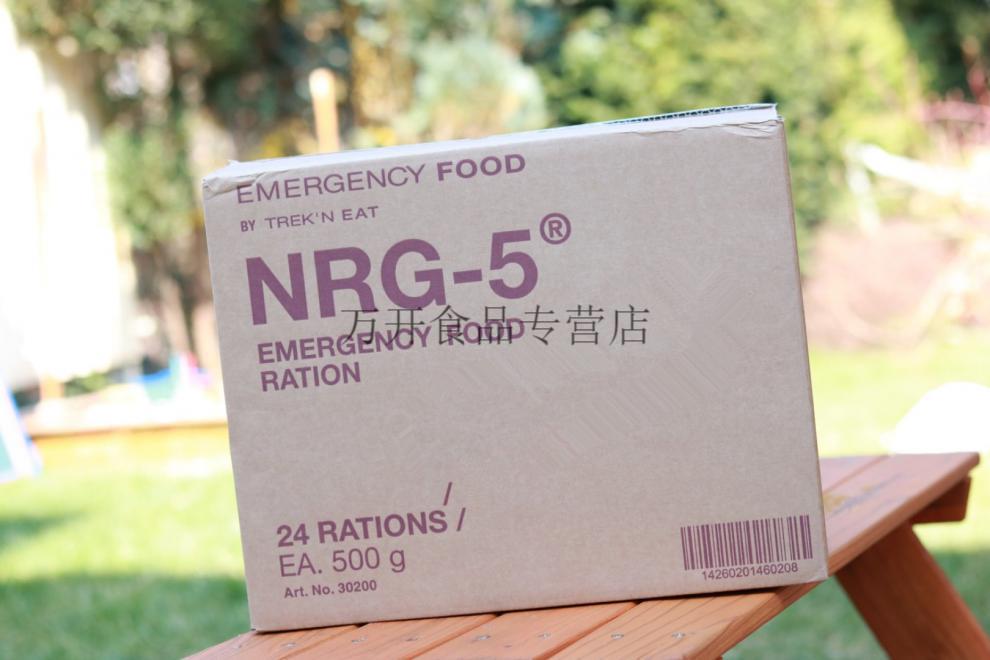 EMERGENCY FOOD
BY TREK'N EAT
NRG-5®
万开食品专营店
EMERGENCY FOOD
RATION
24 RATIONS /
EA. 500 g
Art. No. 30200
14260201460208